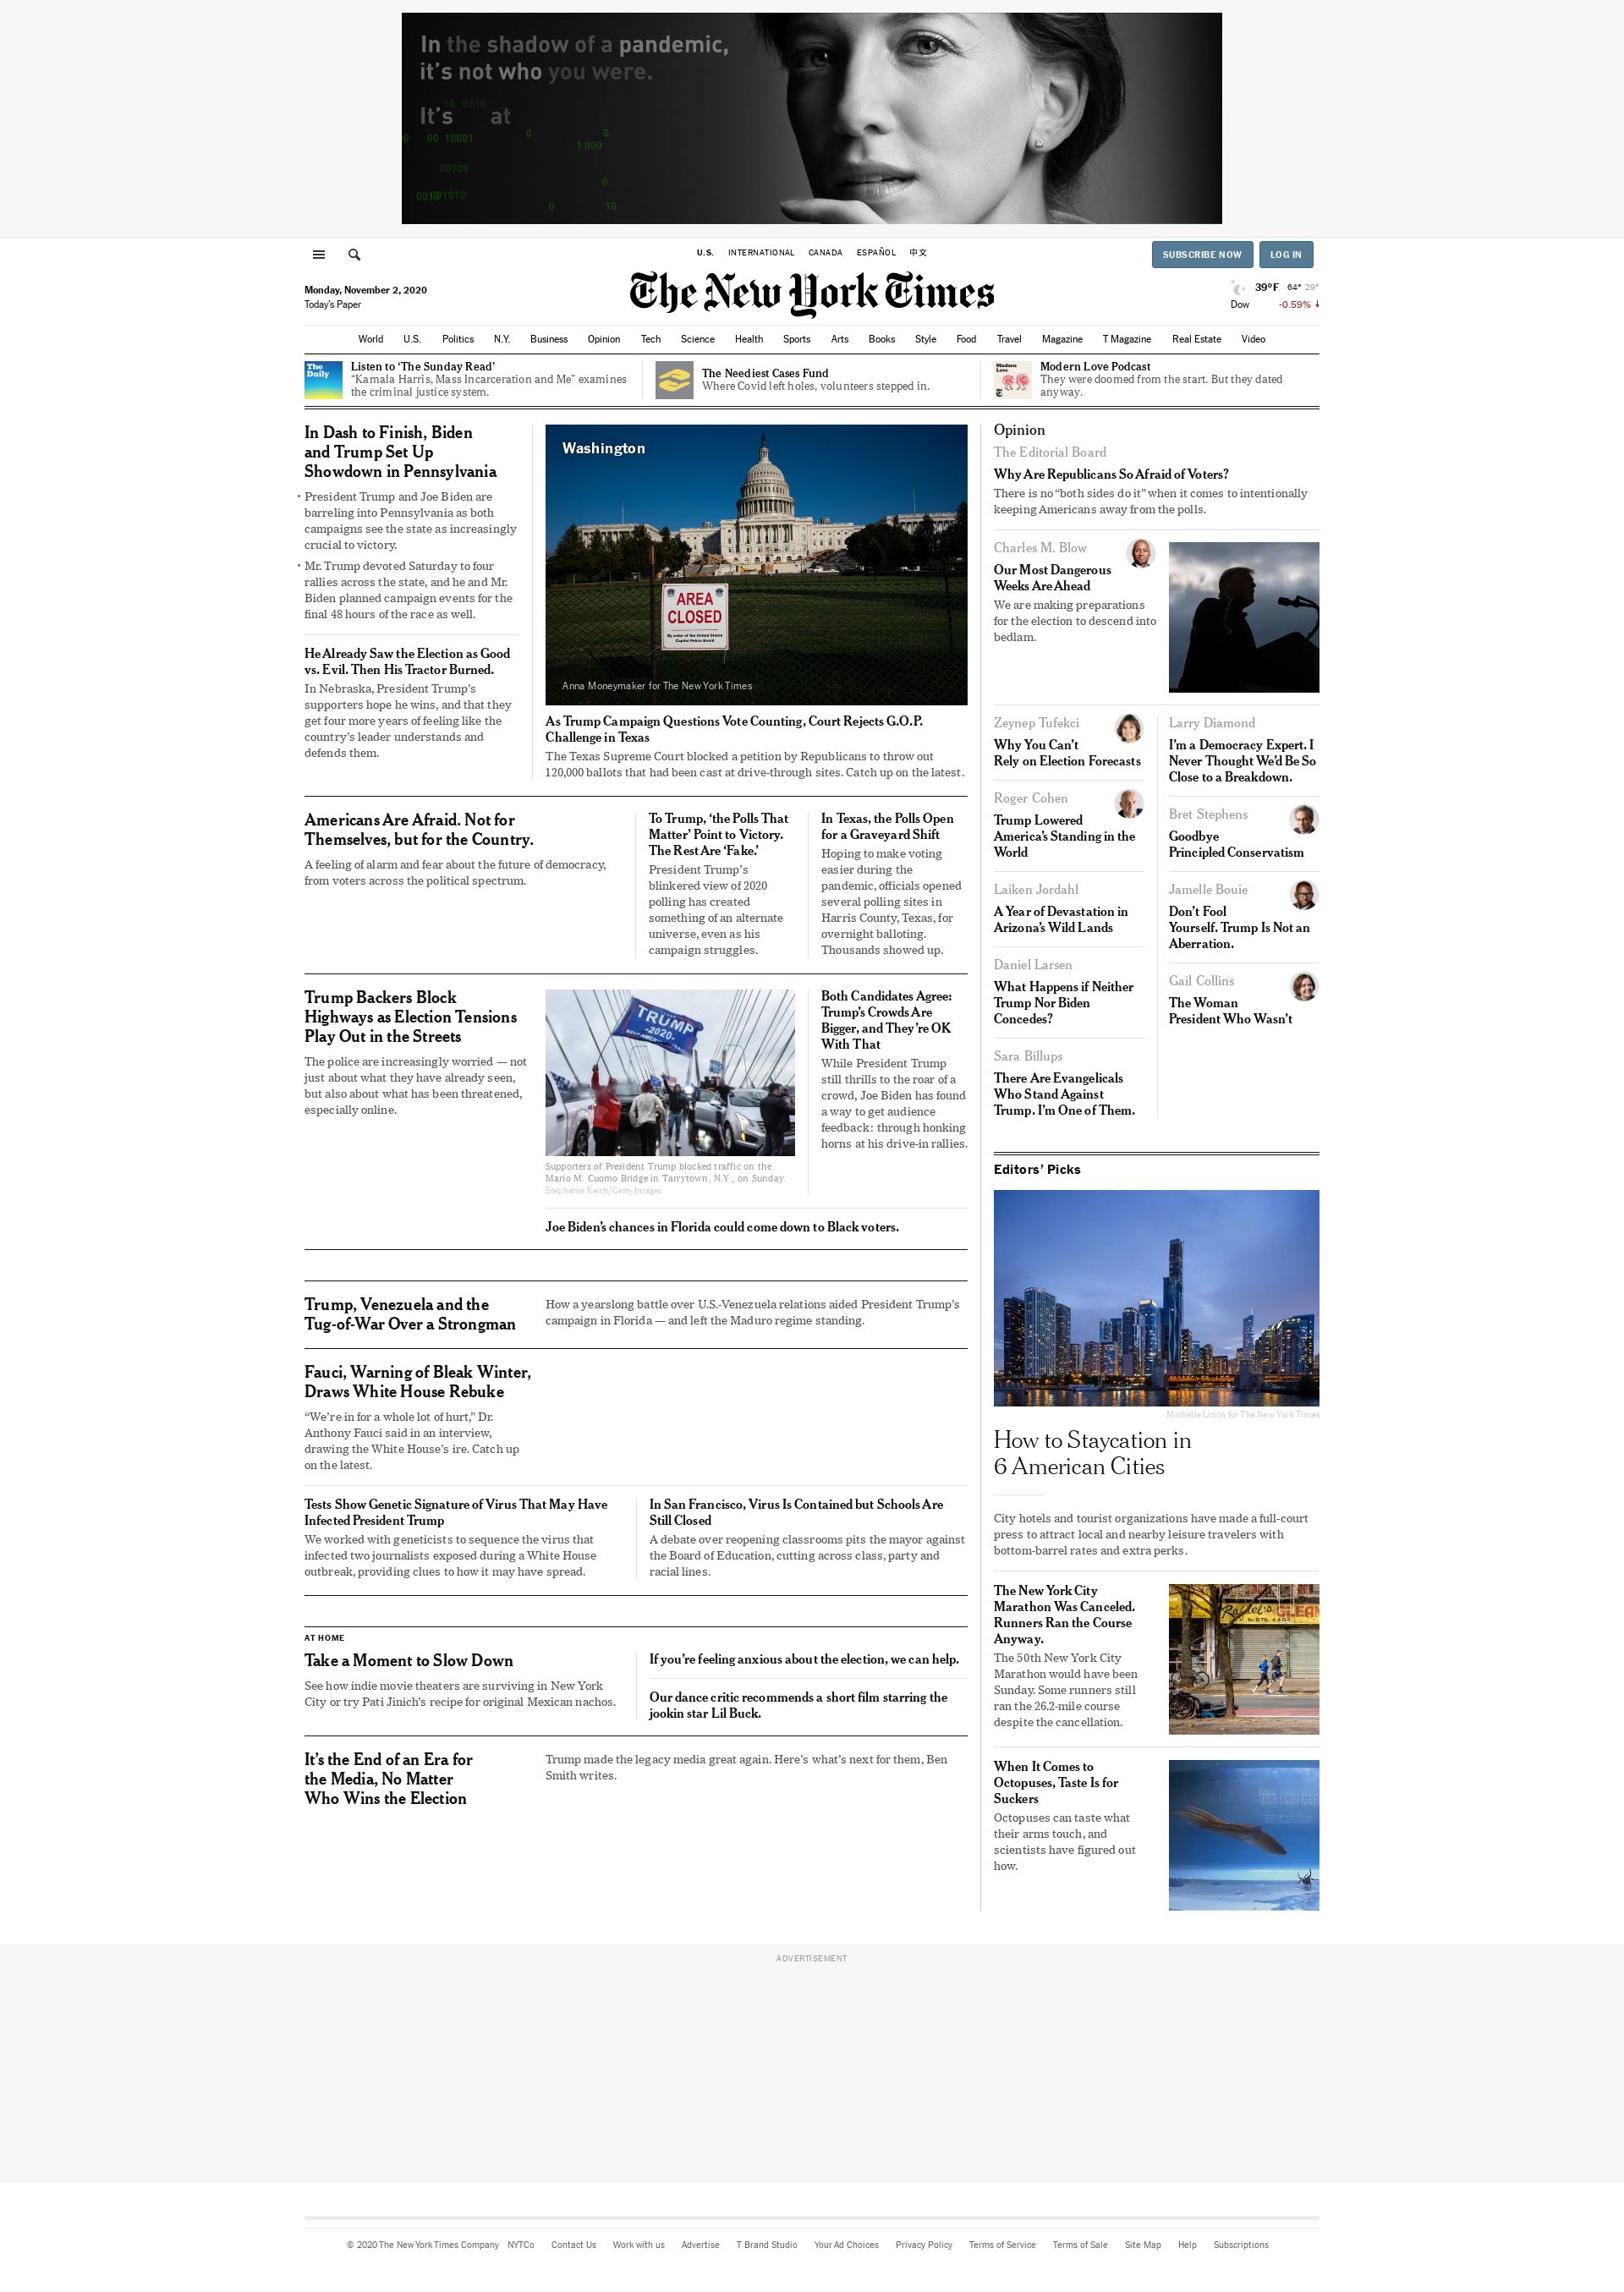 In the shadow of a pandemic,
it's not who you were.
It's at
10 0110
00 00 10001
0
0
1 000
00100
0
0010
001010
0
10
U.S. INTERNATIONAL CANADA ESPAÑOL 中文
SUBSCRIBE NOW LOG IN
Monday, November 2, 2020
Today's Paper
The New York Times
39°F 64° 29°
Dow -0.59%
World U.S. Politics N.Y. Business Opinion Tech Science Health Sports Arts Books Style Food Travel Magazine T Magazine Real Estate Video
The
Daily
Listen to ‘The Sunday Read’
“Kamala Harris, Mass Incarceration and Me” examines
the criminal justice system.
The Neediest Cases Fund
Where Covid left holes, volunteers stepped in.
Modern
Love
Modern Love Podcast
They were doomed from the start. But they dated
anyway.
In Dash to Finish, Biden
and Trump Set Up
Showdown in Pennsylvania
• President Trump and Joe Biden are
barreling into Pennsylvania as both
campaigns see the state as increasingly
crucial to victory.
• Mr. Trump devoted Saturday to four
rallies across the state, and he and Mr.
Biden planned campaign events for the
final 48 hours of the race as well.
He Already Saw the Election as Good
vs. Evil. Then His Tractor Burned.
In Nebraska, President Trump’s
supporters hope he wins, and that they
get four more years of feeling like the
country’s leader understands and
defends them.
Washington
AREA
CLOSED
By order of the United States
Capitol Police Board
Anna Moneymaker for The New York Times
As Trump Campaign Questions Vote Counting, Court Rejects G.O.P.
Challenge in Texas
The Texas Supreme Court blocked a petition by Republicans to throw out
120,000 ballots that had been cast at drive-through sites. Catch up on the latest.
Americans Are Afraid. Not for
Themselves, but for the Country.
A feeling of alarm and fear about the future of democracy,
from voters across the political spectrum.
To Trump, ‘the Polls That
Matter’ Point to Victory.
The Rest Are ‘Fake.’
President Trump’s
blinkered view of 2020
polling has created
something of an alternate
universe, even as his
campaign struggles.
In Texas, the Polls Open
for a Graveyard Shift
Hoping to make voting
easier during the
pandemic, officials opened
several polling sites in
Harris County, Texas, for
overnight balloting.
Thousands showed up.
Trump Backers Block
Highways as Election Tensions
Play Out in the Streets
The police are increasingly worried — not
just about what they have already seen,
but also about what has been threatened,
especially online.
TRUMP
2020
Supporters of President Trump blocked traffic on the
Mario M. Cuomo Bridge in Tarrytown, N.Y., on Sunday.
Stephanie Keith/Getty Images
Both Candidates Agree:
Trump’s Crowds Are
Bigger, and They’re OK
With That
While President Trump
still thrills to the roar of a
crowd, Joe Biden has found
a way to get audience
feedback: through honking
horns at his drive-in rallies.
Joe Biden’s chances in Florida could come down to Black voters.
Trump, Venezuela and the
Tug-of-War Over a Strongman
How a yearslong battle over U.S.-Venezuela relations aided President Trump’s
campaign in Florida — and left the Maduro regime standing.
Fauci, Warning of Bleak Winter,
Draws White House Rebuke
“We’re in for a whole lot of hurt,” Dr.
Anthony Fauci said in an interview,
drawing the White House’s ire. Catch up
on the latest.
Tests Show Genetic Signature of Virus That May Have
Infected President Trump
We worked with geneticists to sequence the virus that
infected two journalists exposed during a White House
outbreak, providing clues to how it may have spread.
In San Francisco, Virus Is Contained but Schools Are
Still Closed
A debate over reopening classrooms pits the mayor against
the Board of Education, cutting across class, party and
racial lines.
AT HOME
Take a Moment to Slow Down
See how indie movie theaters are surviving in New York
City or try Pati Jinich’s recipe for original Mexican nachos.
If you’re feeling anxious about the election, we can help.
Our dance critic recommends a short film starring the
jookin star Lil Buck.
It’s the End of an Era for
the Media, No Matter
Who Wins the Election
Trump made the legacy media great again. Here’s what’s next for them, Ben
Smith writes.
Opinion
The Editorial Board
Why Are Republicans So Afraid of Voters?
There is no “both sides do it” when it comes to intentionally
keeping Americans away from the polls.
Charles M. Blow
Our Most Dangerous
Weeks Are Ahead
We are making preparations
for the election to descend into
bedlam.
Zeynep Tufekci
Why You Can’t
Rely on Election Forecasts
Roger Cohen
Trump Lowered
America’s Standing in the
World
Laiken Jordahl
A Year of Devastation in
Arizona’s Wild Lands
Daniel Larsen
What Happens if Neither
Trump Nor Biden
Concedes?
Sara Billups
There Are Evangelicals
Who Stand Against
Trump. I’m One of Them.
Larry Diamond
I’m a Democracy Expert. I
Never Thought We’d Be So
Close to a Breakdown.
Bret Stephens
Goodbye
Principled Conservatism
Jamelle Bouie
Don’t Fool
Yourself. Trump Is Not an
Aberration.
Gail Collins
The Woman
President Who Wasn’t
Editors’ Picks
Michelle Litvin for The New York Times
How to Staycation in
6 American Cities
City hotels and tourist organizations have made a full-court
press to attract local and nearby leisure travelers with
bottom-barrel rates and extra perks.
The New York City
Marathon Was Canceled.
Runners Ran the Course
Anyway.
The 50th New York City
Marathon would have been
Sunday. Some runners still
ran the 26.2-mile course
despite the cancellation.
When It Comes to
Octopuses, Taste Is for
Suckers
Octopuses can taste what
their arms touch, and
scientists have figured out
how.
ADVERTISEMENT
© 2020 The New York Times Company NYTCo Contact Us Work with us Advertise T Brand Studio Your Ad Choices Privacy Policy Terms of Service Terms of Sale Site Map Help Subscriptions